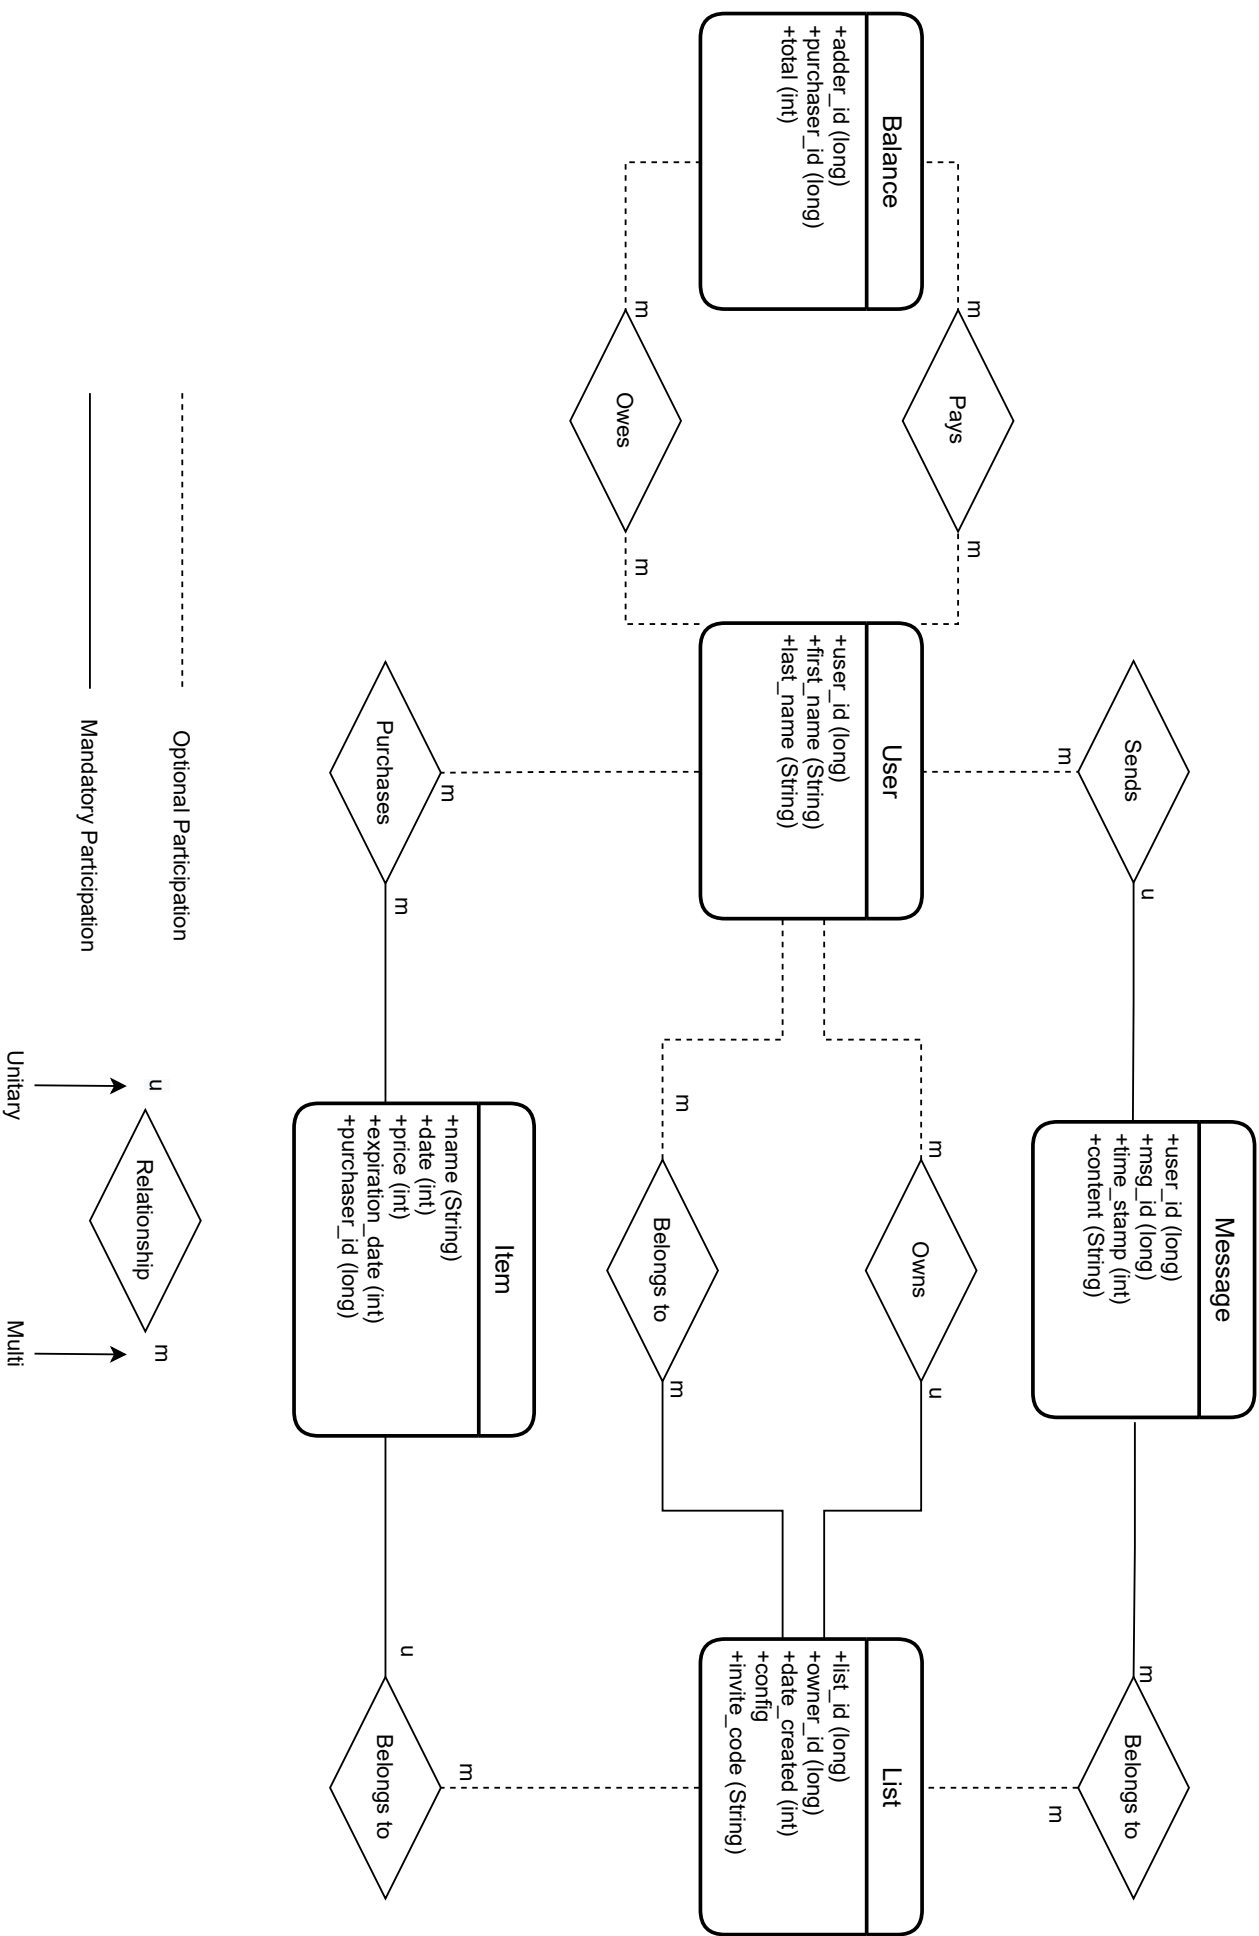 Message
+user_id (long)
+msg_id (long)
+time_stamp (int)
+content (String)
Sends
m
u
m
Belongs to
m
Balance
+adder_id (long)
+purchaser_id (long)
+total (int)
m
Pays
m
m
Owes
m
User
+user_id (long)
+first_name (String)
+last_name (String)
m
Owns
u
m
Belongs to
m
List
+list_id (long)
+owner_id (long)
+date_created (int)
+config
+invite_code (String)
m
Purchases
m
Item
+name (String)
+date (int)
+price (int)
+expiration_date (int)
+purchaser_id (long)
u
Belongs to
m
Optional Participation
Mandatory Participation
u
Relationship
m
Unitary
Multi